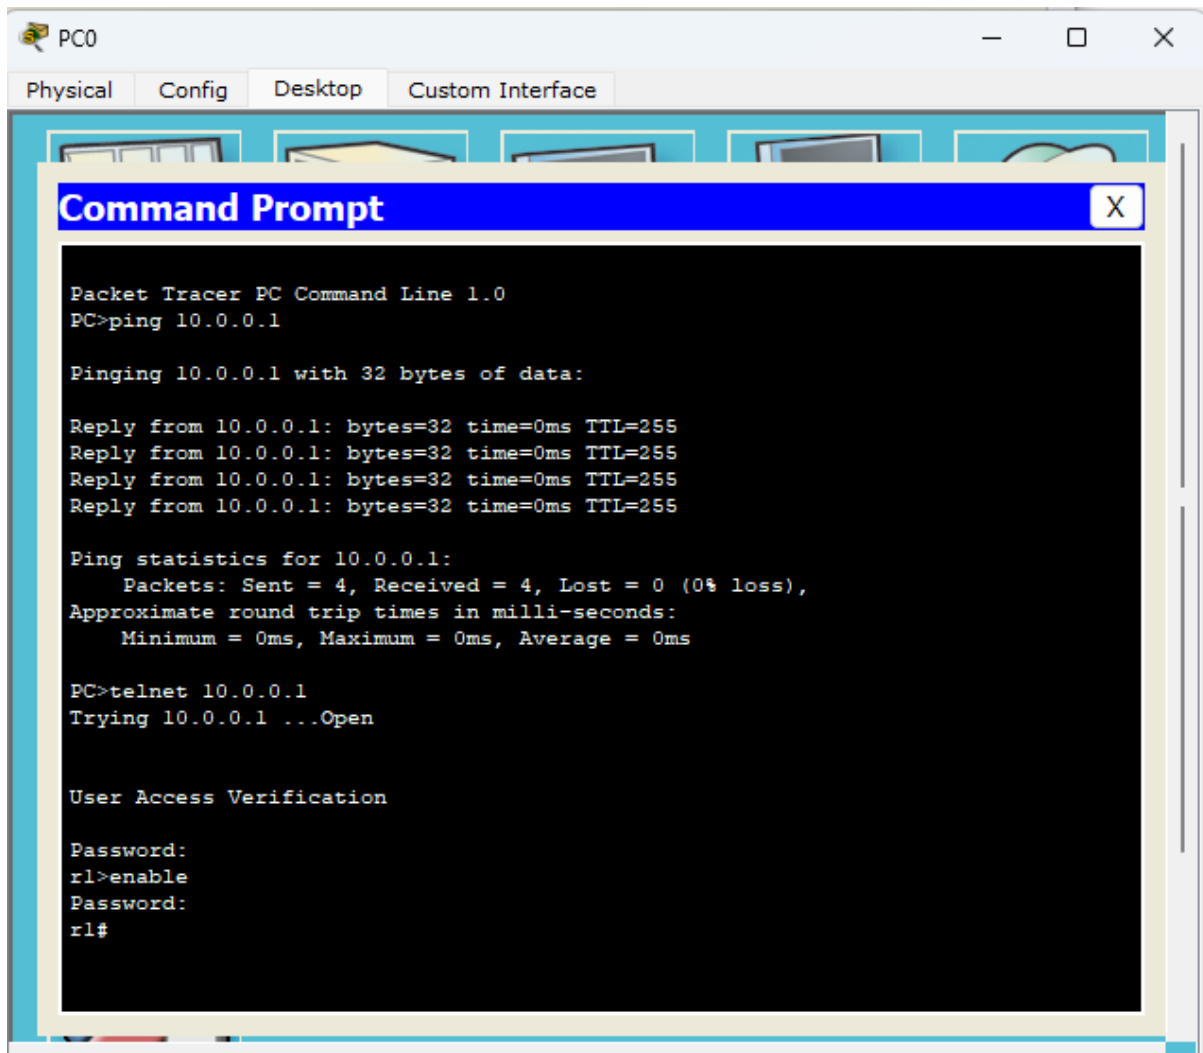 PC0
Physical Config Desktop Custom Interface
Command Prompt X
Packet Tracer PC Command Line 1.0
PC>ping 10.0.0.1
Pinging 10.0.0.1 with 32 bytes of data:
Reply from 10.0.0.1: bytes=32 time=0ms TTL=255
Reply from 10.0.0.1: bytes=32 time=0ms TTL=255
Reply from 10.0.0.1: bytes=32 time=0ms TTL=255
Reply from 10.0.0.1: bytes=32 time=0ms TTL=255
Ping statistics for 10.0.0.1:
    Packets: Sent = 4, Received = 4, Lost = 0 (0% loss),
Approximate round trip times in milli-seconds:
    Minimum = 0ms, Maximum = 0ms, Average = 0ms
PC>telnet 10.0.0.1
Trying 10.0.0.1 ...Open
User Access Verification
Password:
r1>enable
Password:
r1#